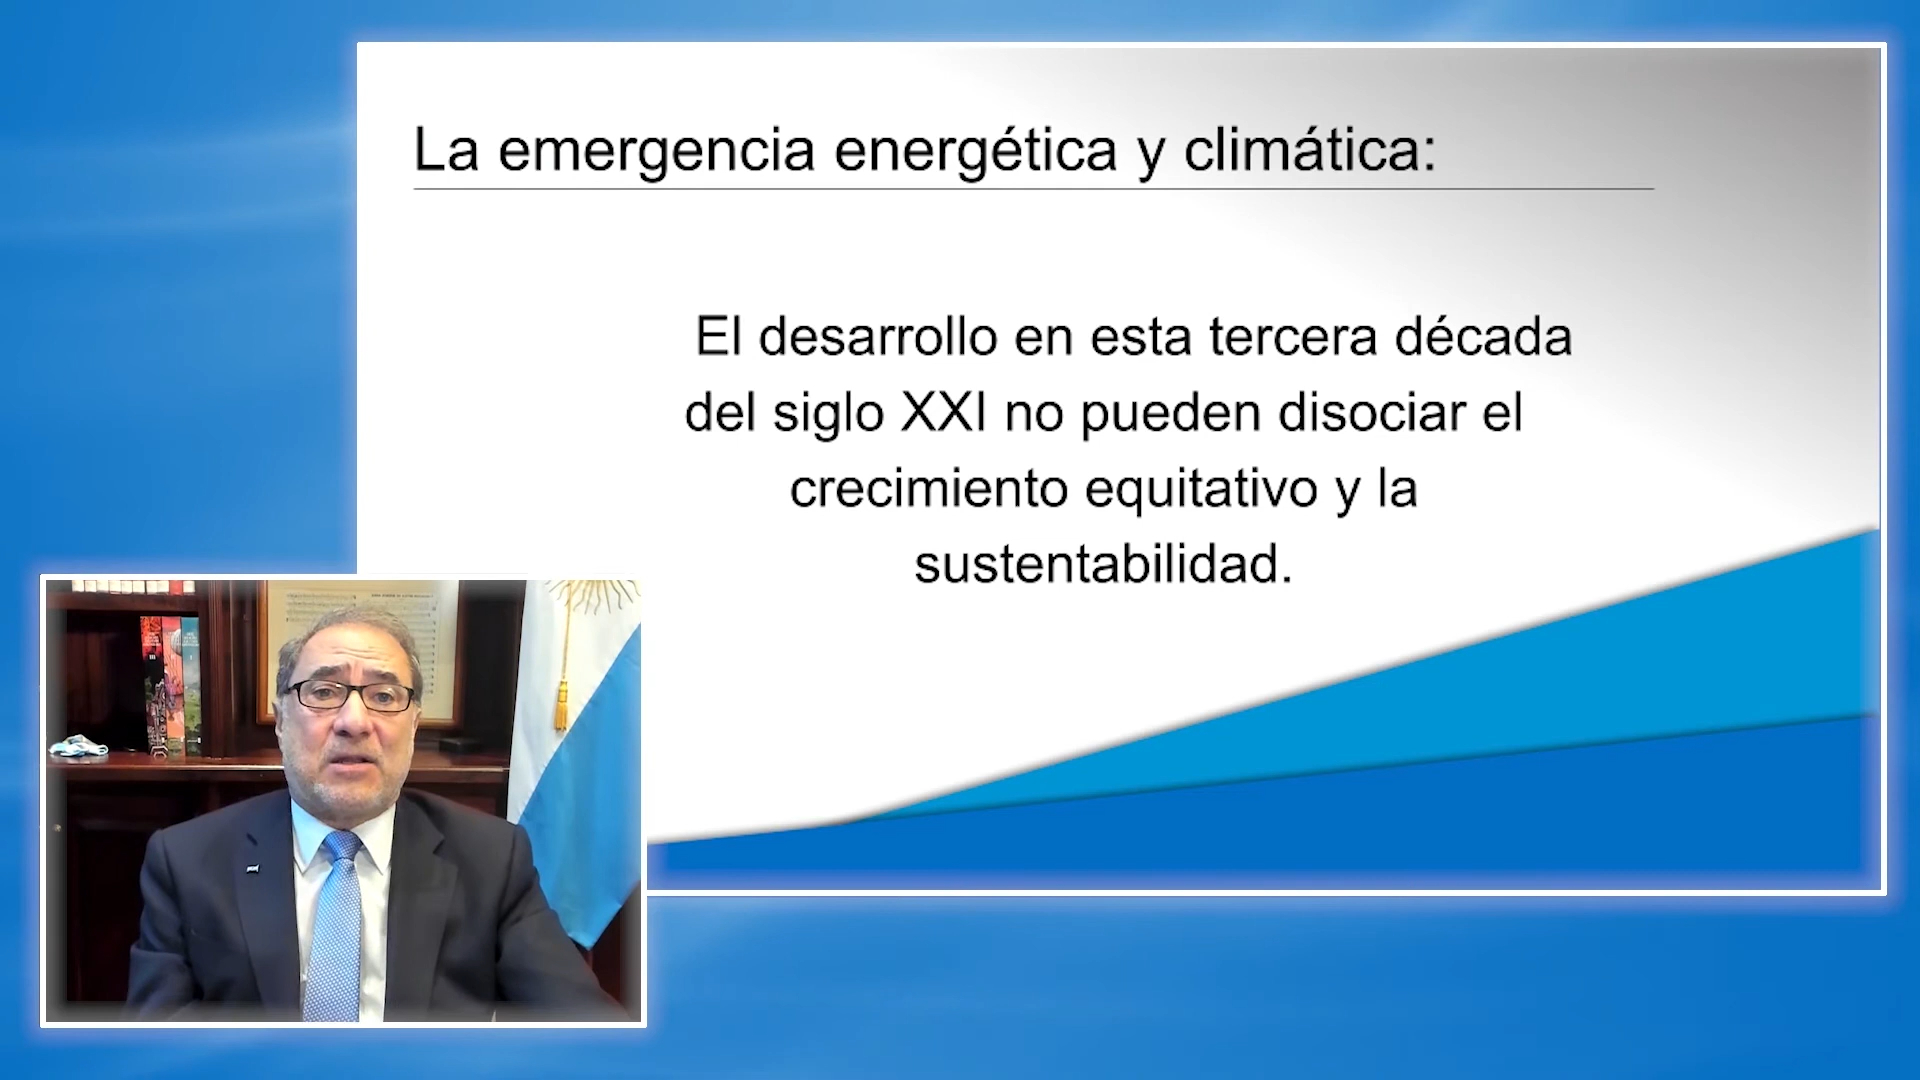 La emergencia energética y climática:
El desarrollo en esta tercera década
del siglo XXI no pueden disociar el
crecimiento equitativo y la
sustentabilidad.